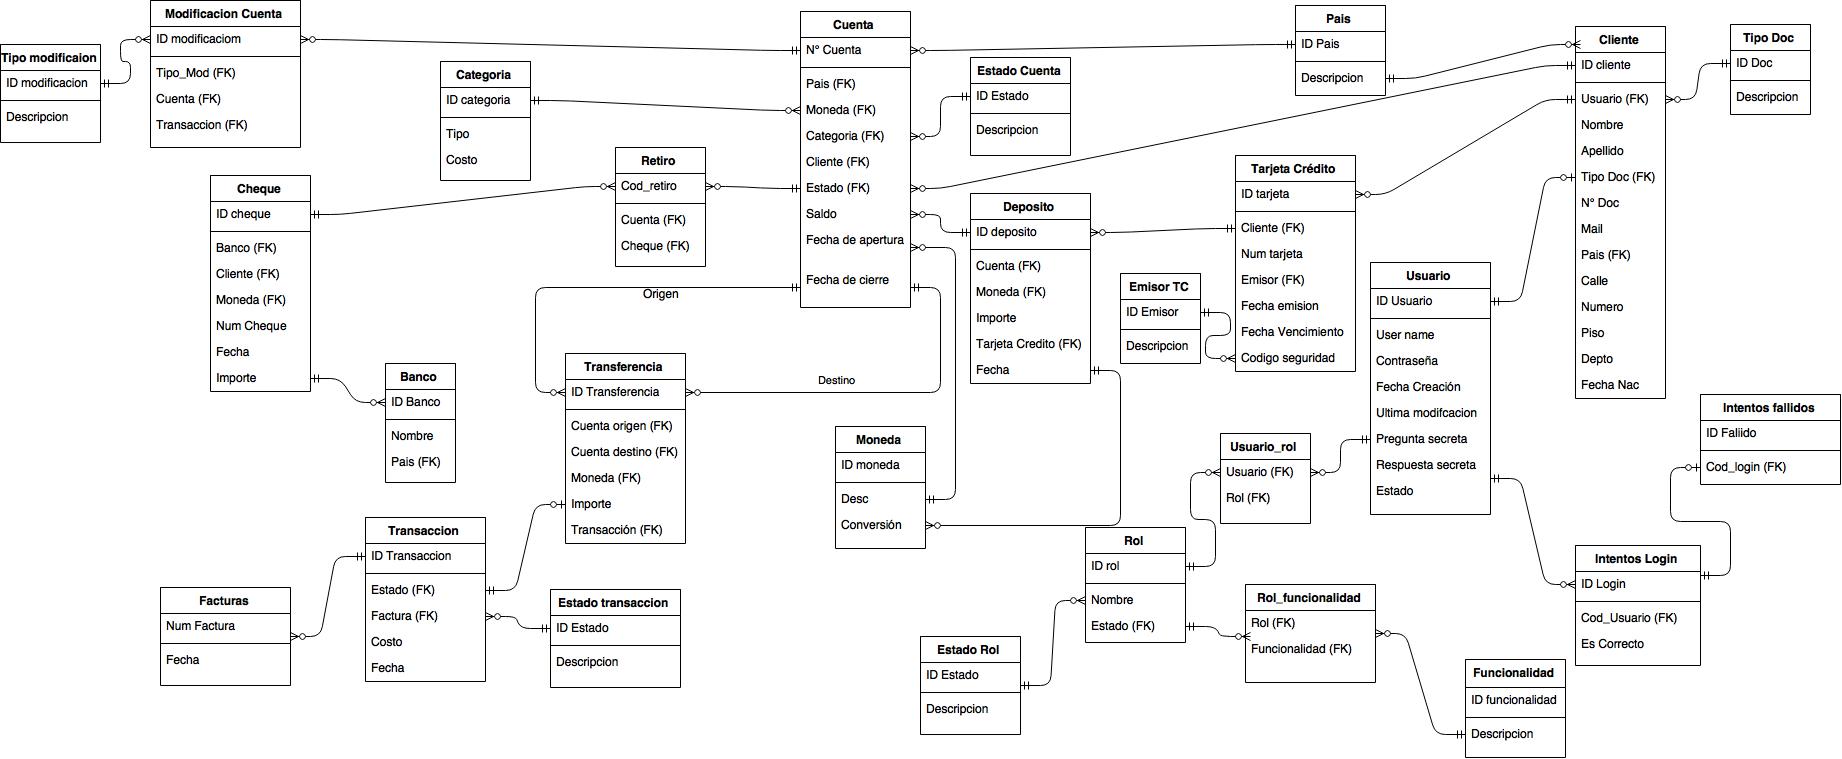 Tipo modificaion
ID modificacion
Descripcion
Modificacion Cuenta
ID modificaciom
Tipo_Mod (FK)
Cuenta (FK)
Transaccion (FK)
Categoria
ID categoria
Tipo
Costo
Cuenta
N° Cuenta
Pais (FK)
Moneda (FK)
Categoria (FK)
Cliente (FK)
Estado (FK)
Saldo
Fecha de apertura
Fecha de cierre
Estado Cuenta
ID Estado
Descripcion
Pais
ID Pais
Descripcion
Cliente
ID cliente
Usuario (FK)
Nombre
Apellido
Tipo Doc (FK)
N° Doc
Mail
Pais (FK)
Calle
Numero
Piso
Depto
Fecha Nac
Tipo Doc
ID Doc
Descripcion
Cheque
ID cheque
Banco (FK)
Cliente (FK)
Moneda (FK)
Num Cheque
Fecha
Importe
Retiro
Cod_retiro
Cuenta (FK)
Cheque (FK)
Deposito
ID deposito
Cuenta (FK)
Moneda (FK)
Importe
Tarjeta Credito (FK)
Fecha
Tarjeta Crédito
ID tarjeta
Cliente (FK)
Num tarjeta
Emisor (FK)
Fecha emision
Fecha Vencimiento
Codigo seguridad
Emisor TC
ID Emisor
Descripcion
Usuario
ID Usuario
User name
Contraseña
Fecha Creación
Ultima modifcacion
Pregunta secreta
Respuesta secreta
Estado
Origen
Destino
Banco
ID Banco
Nombre
Pais (FK)
Transferencia
ID Transferencia
Cuenta origen (FK)
Cuenta destino (FK)
Moneda (FK)
Importe
Transacción (FK)
Moneda
ID moneda
Desc
Conversión
Usuario_rol
Usuario (FK)
Rol (FK)
Intentos fallidos
ID Faliido
Cod_login (FK)
Transaccion
ID Transaccion
Estado (FK)
Factura (FK)
Costo
Fecha
Facturas
Num Factura
Fecha
Estado transaccion
ID Estado
Descripcion
Rol
ID rol
Nombre
Estado (FK)
Estado Rol
ID Estado
Descripcion
Rol_funcionalidad
Rol (FK)
Funcionalidad (FK)
Intentos Login
ID Login
Cod_Usuario (FK)
Es Correcto
Funcionalidad
ID funcionalidad
Descripcion